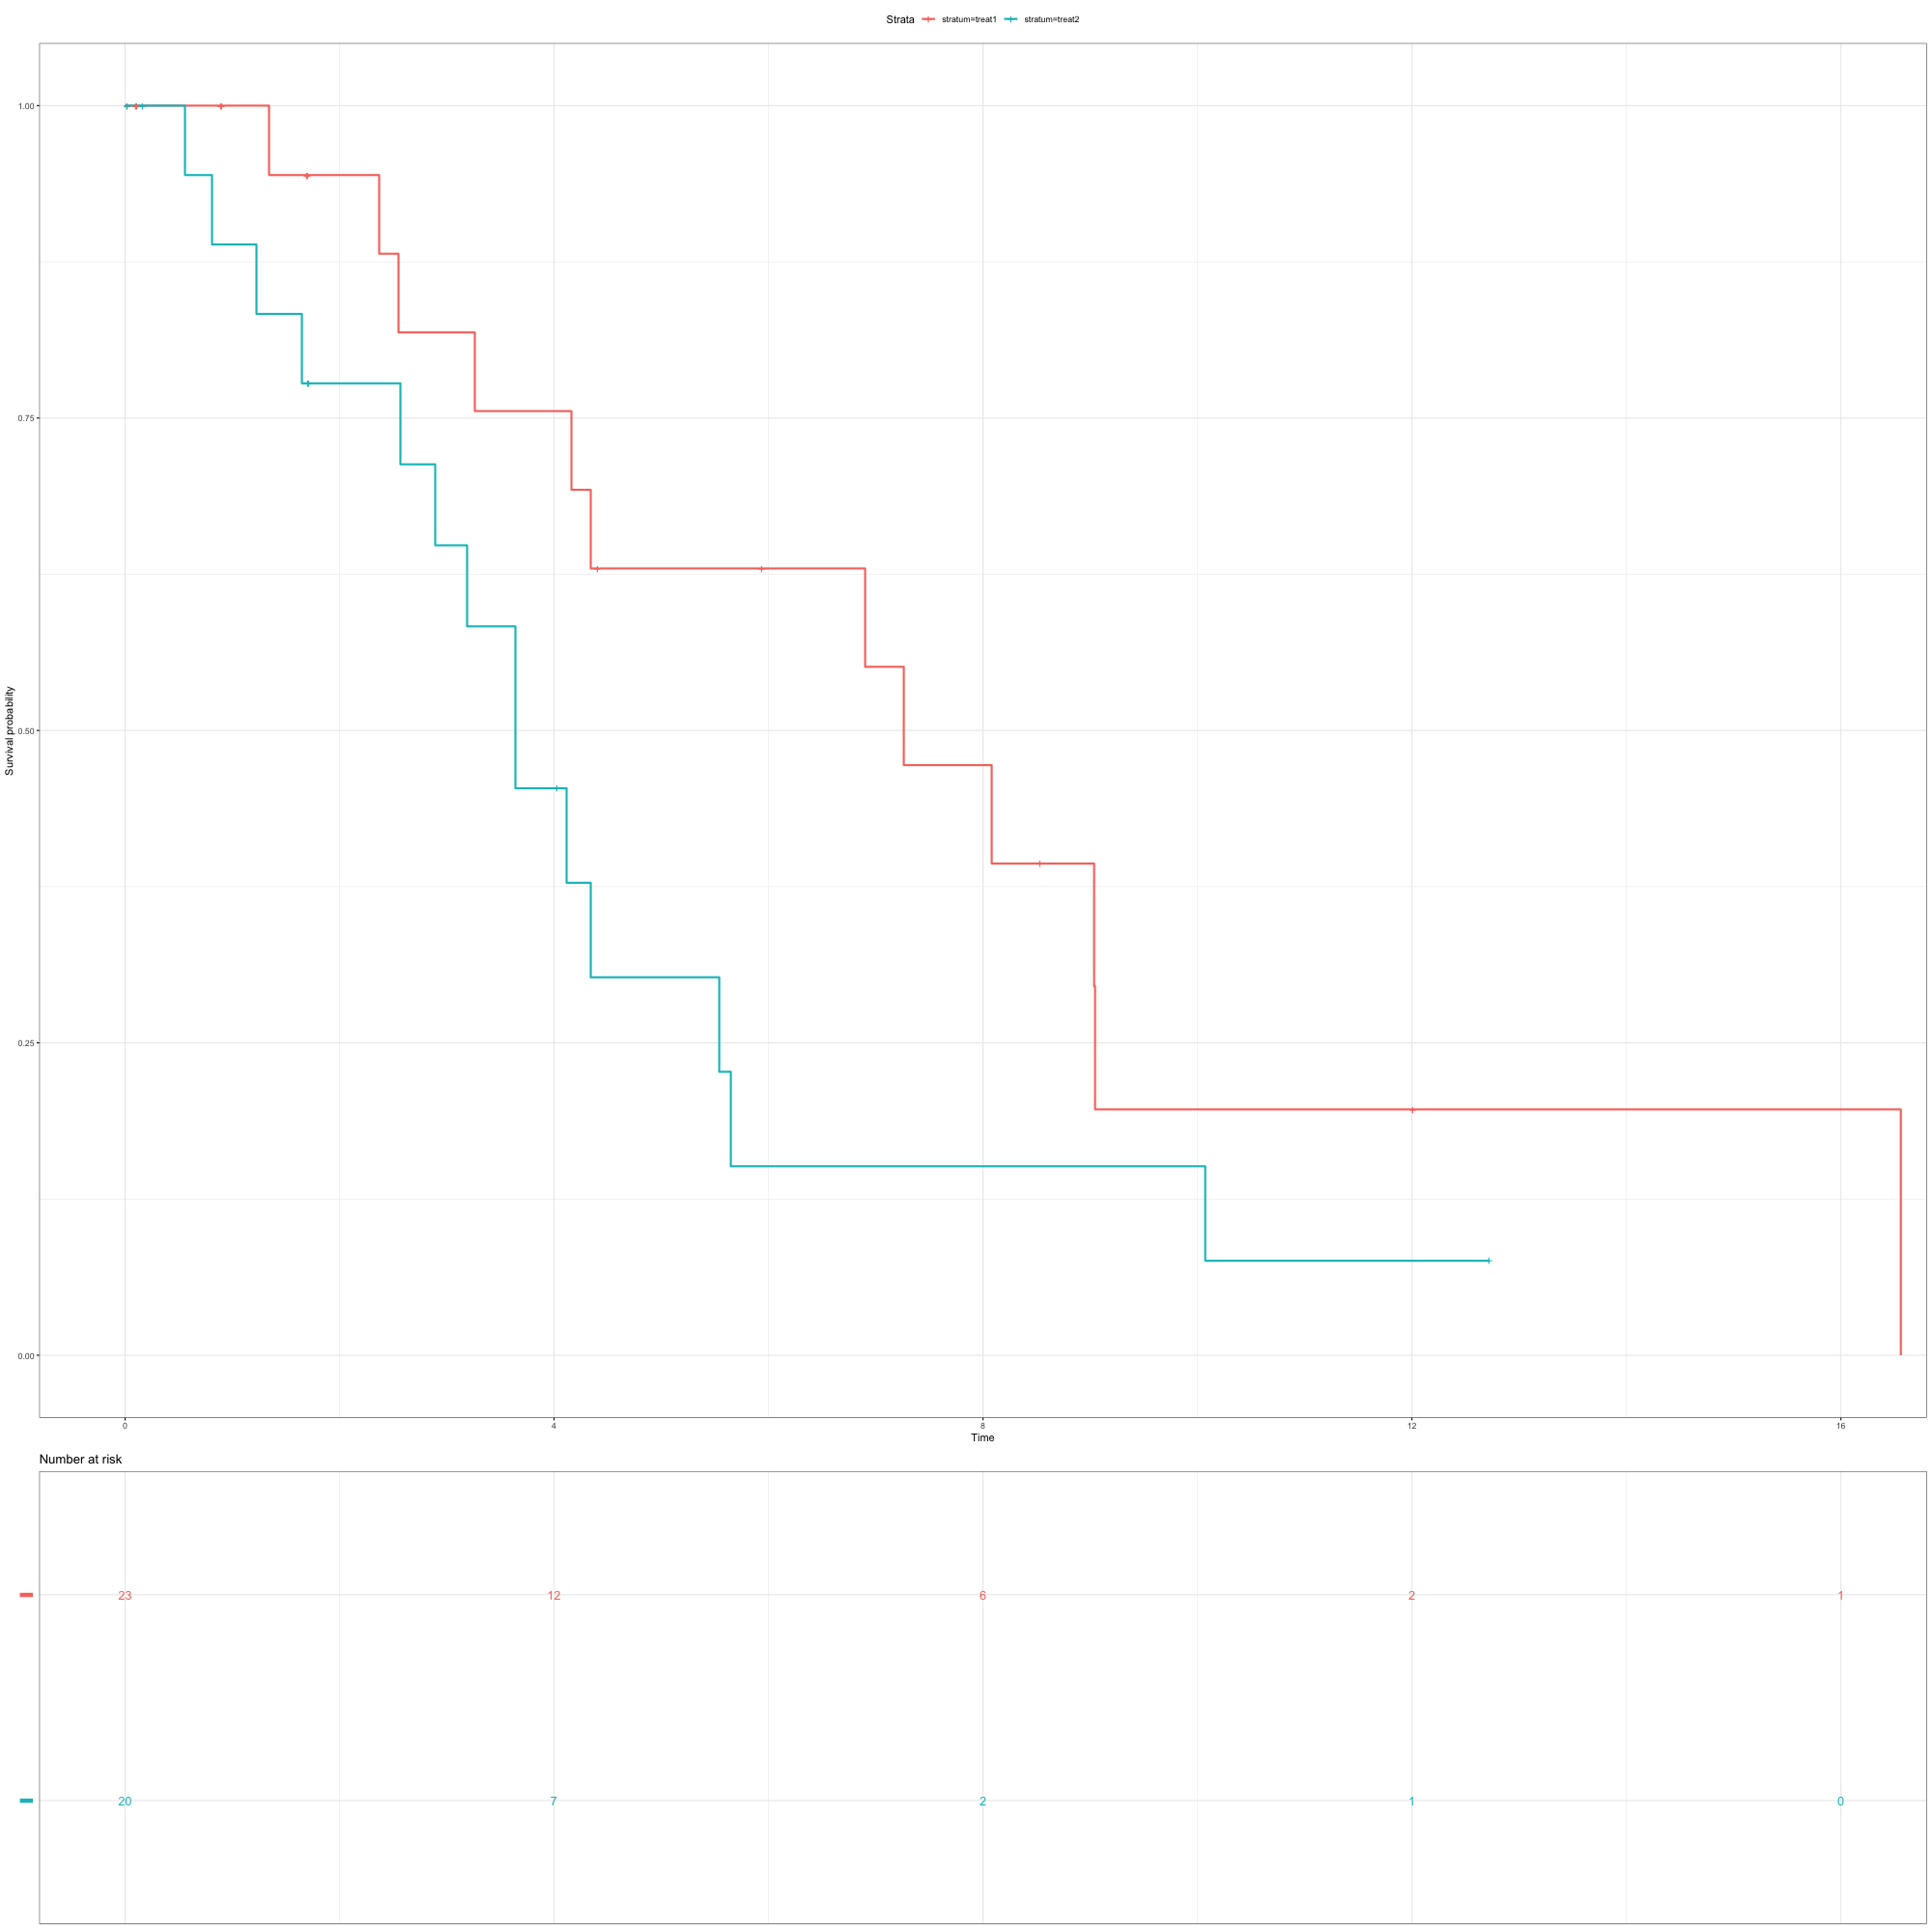 Strata stratum=treat1 stratum=treat2
1.00
0.75
0.50
0.25
0.00
Survival probability
0 4 8 12 16
Time
Number at risk
23 12 6 2 1
20 7 2 1 0